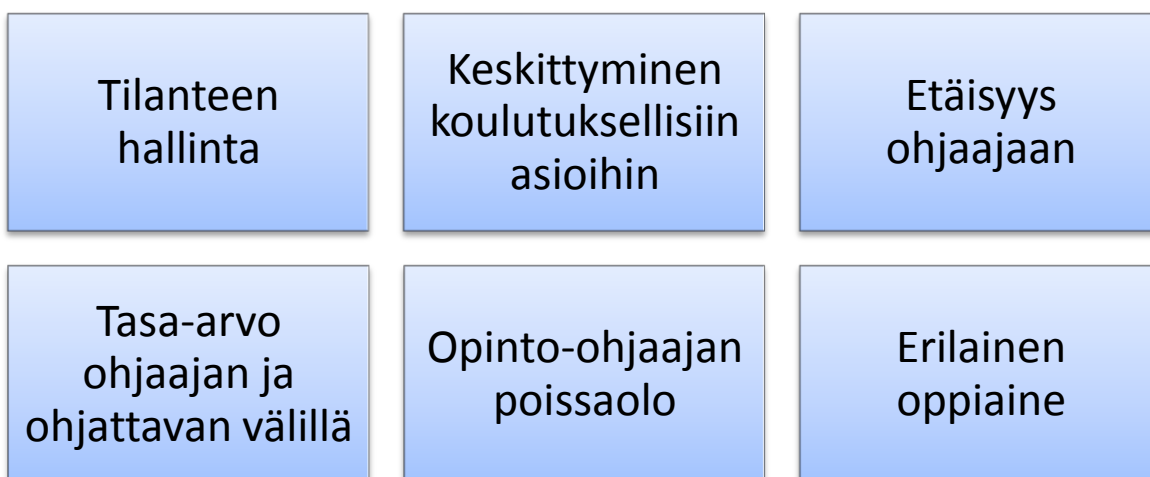 Tilanteen
hallinta
Keskittyminen
koulutuksellisiin
asioihin
Etäisyys
ohjaajaan
Tasa-arvo
ohjaajan ja
ohjattavan välillä
Opinto-ohjaajan
poissaolo
Erilainen
oppiaine